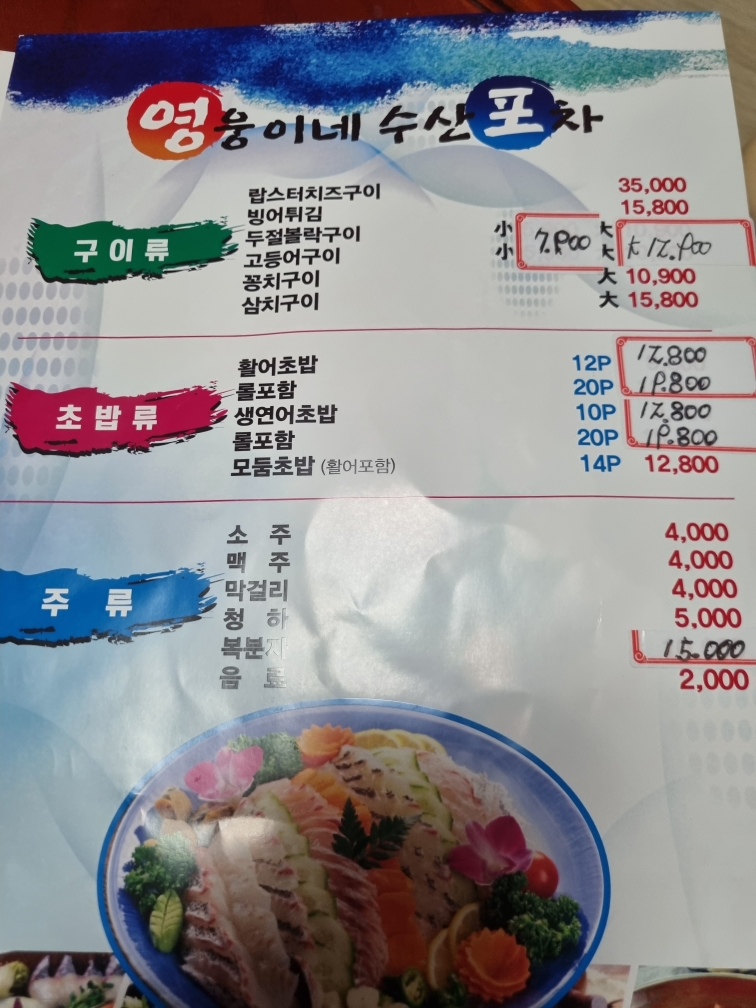 영웅이네 수산포차
구이류
랍스터치즈구이 35,000
빙어튀김 15,800
두절볼락구이 小 7.900 大 大 12.900
고등어구이 小 大
꽁치구이 大 10,900
삼치구이 大 15,800
초밥류
활어초밥 12P 12.800
롤포함 20P 19.800
생연어초밥 10P 12.800
롤포함 20P 19.800
모둠초밥 (활어포함) 14P 12,800
주류
소주 4,000
맥주 4,000
막걸리 4,000
청하 5,000
복분자 15.000
음료 2,000